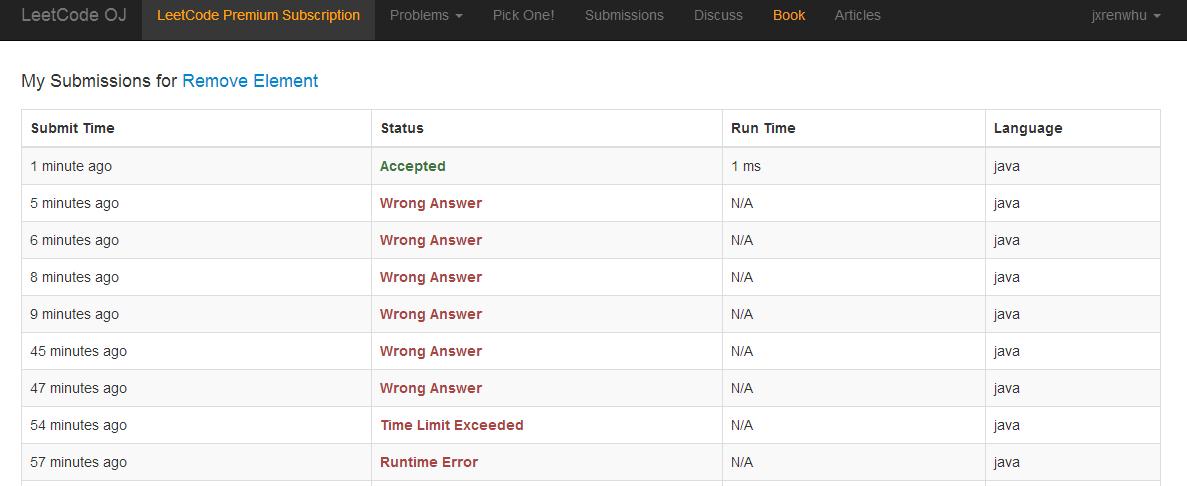 LeetCode OJ LeetCode Premium Subscription Problems Pick One! Submissions Discuss Book Articles jxrenwhu
My Submissions for Remove Element
Submit Time Status Run Time Language
1 minute ago Accepted 1 ms java
5 minutes ago Wrong Answer N/A java
6 minutes ago Wrong Answer N/A java
8 minutes ago Wrong Answer N/A java
9 minutes ago Wrong Answer N/A java
45 minutes ago Wrong Answer N/A java
47 minutes ago Wrong Answer N/A java
54 minutes ago Time Limit Exceeded N/A java
57 minutes ago Runtime Error N/A java